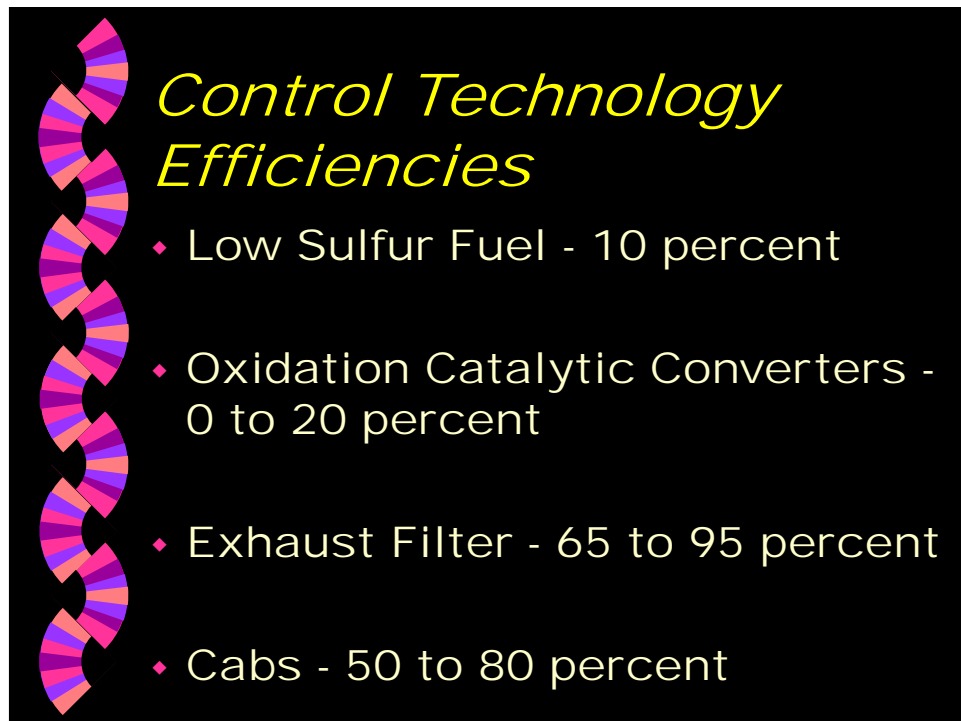 Control Technology
Efficiencies
◆ Low Sulfur Fuel - 10 percent
◆ Oxidation Catalytic Converters -
0 to 20 percent
◆ Exhaust Filter - 65 to 95 percent
◆ Cabs - 50 to 80 percent